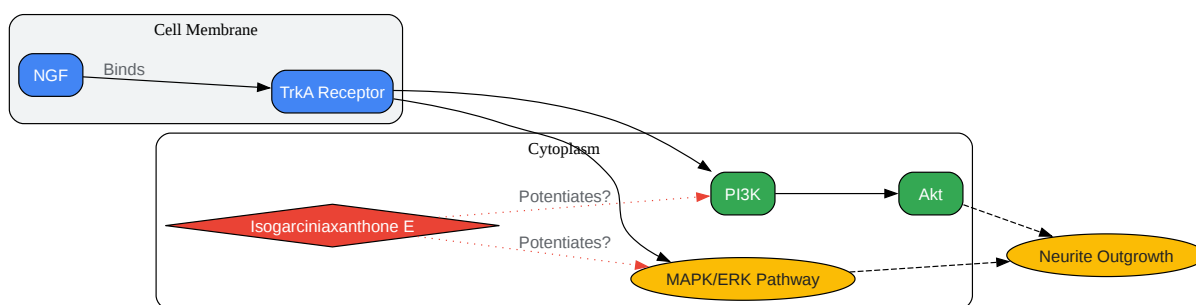 Cell Membrane
NGF
Binds
TrkA Receptor
Cytoplasm
Potentiates?
PI3K
Akt
Isogarciniaxanthone E
Potentiates?
MAPK/ERK Pathway
Neurite Outgrowth